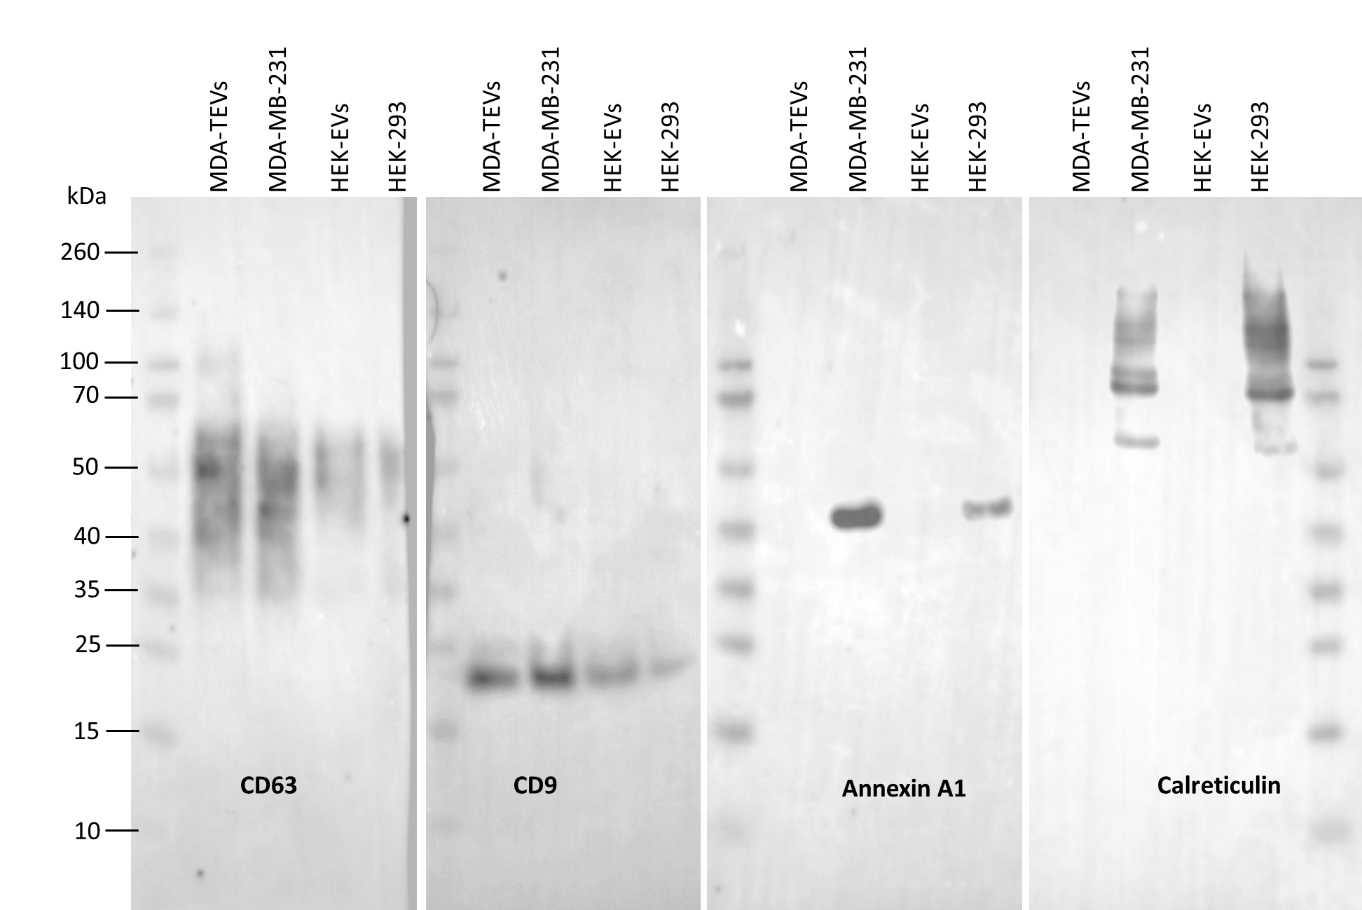 MDA-TEVs
MDA-MB-231
HEK-EVs
HEK-293
MDA-TEVs
MDA-MB-231
HEK-EVs
HEK-293
MDA-TEVs
MDA-MB-231
HEK-EVs
HEK-293
MDA-TEVs
MDA-MB-231
HEK-EVs
HEK-293
kDa
260
140
100
70
50
40
35
25
15
10
CD63
CD9
Annexin A1
Calreticulin